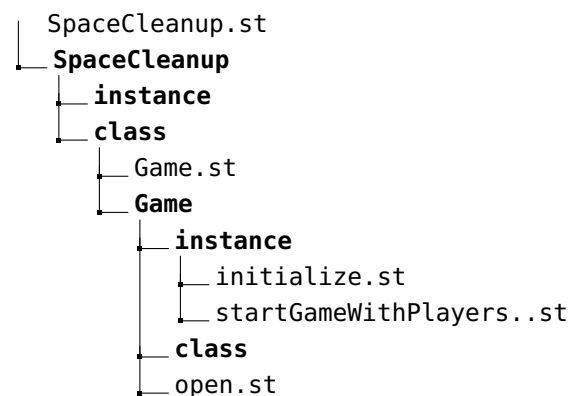 SpaceCleanup.st
SpaceCleanup
instance
class
Game.st
Game
instance
initialize.st
startGameWithPlayers..st
class
open.st